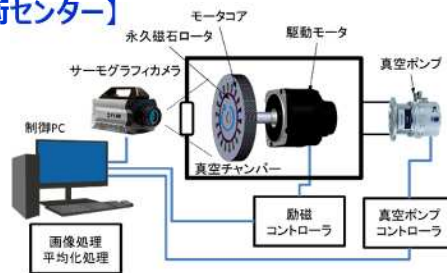 術センター】
モータコア
永久磁石ロータ
駆動モータ
サーモグラフィカメラ
真空ポンプ
制御PC
真空チャンバー
励磁
コントローラ
真空ポンプ
コントローラ
画像処理
平均化処理